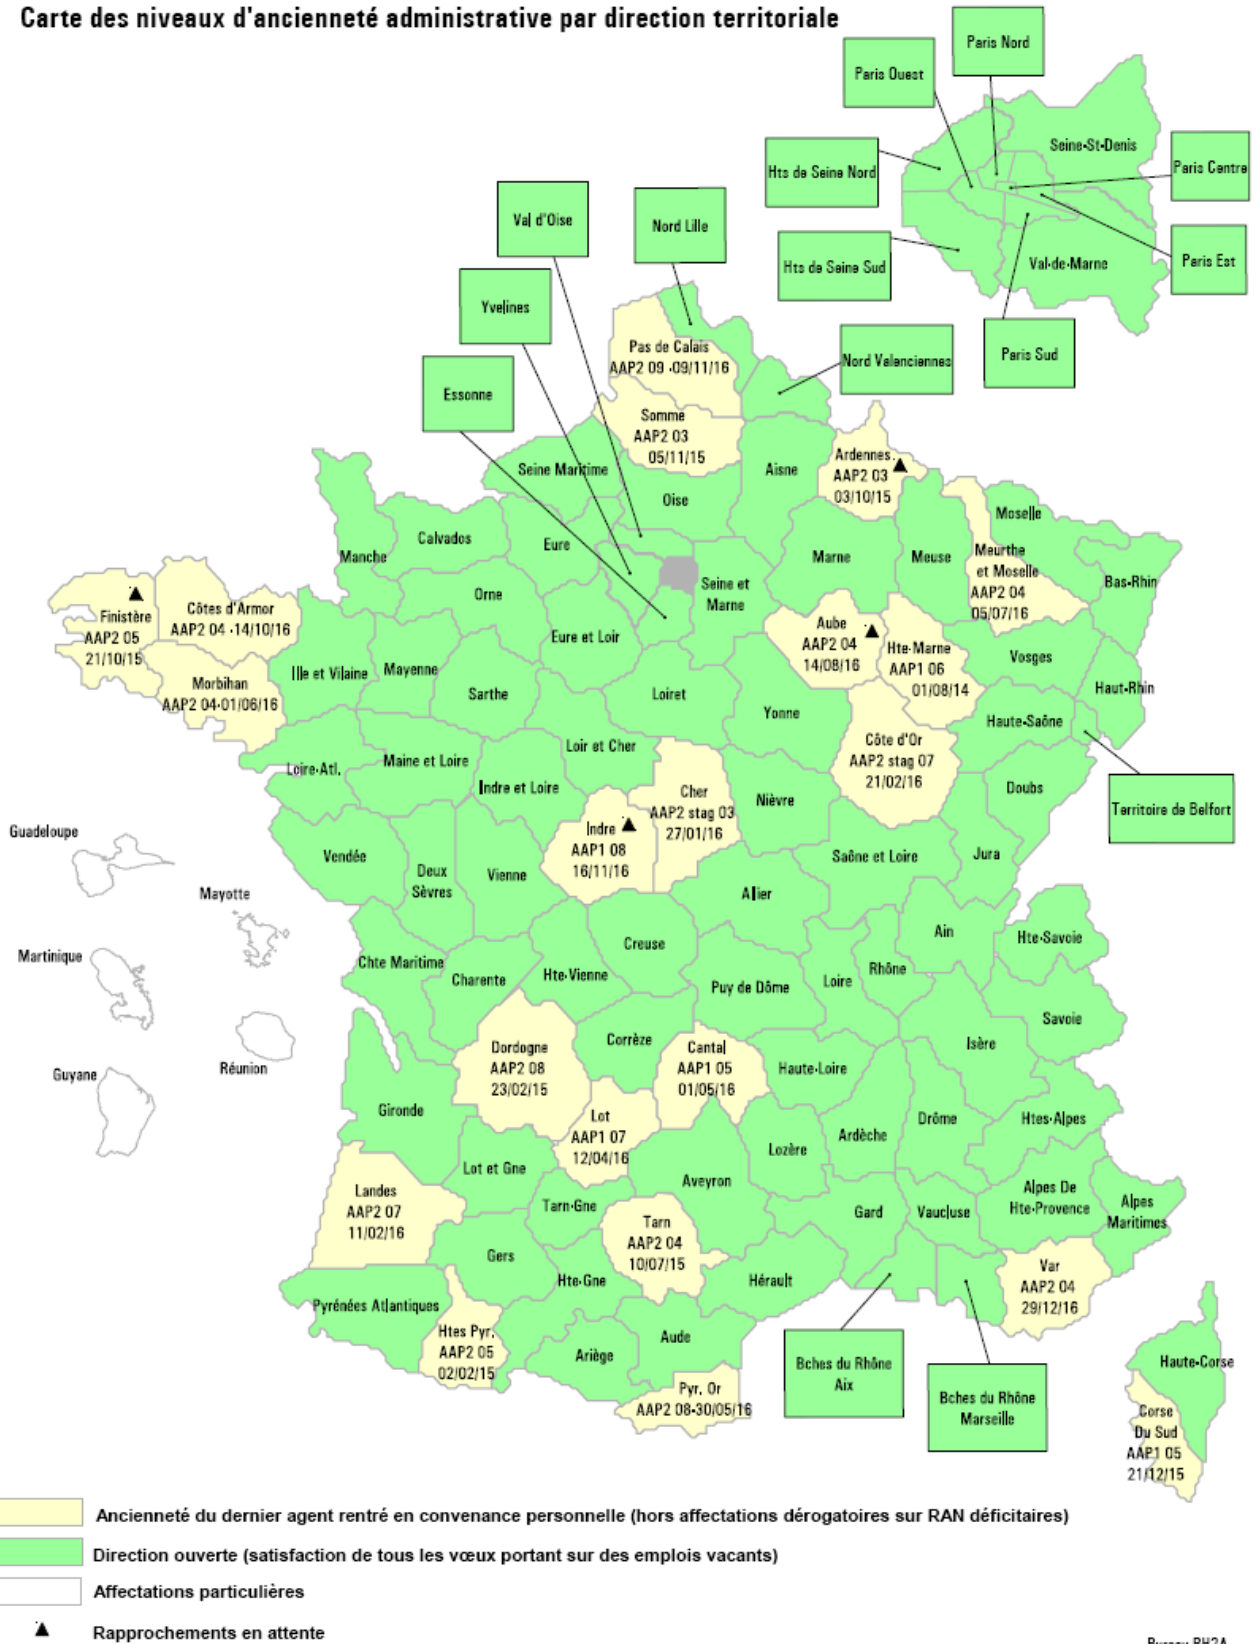 Carte des niveaux d'ancienneté administrative par direction territoriale
Paris Nord
Paris Ouest
Seine-St-Denis
Paris Centre
Hts de Seine Nord
Val d'Oise
Nord Lille
Hts de Seine Sud
Val-de-Marne
Paris Est
Yvelines
Paris Sud
Pas de Calais
AAP2 09 -09/11/16
Nord Valenciennes
Essonne
Somme
AAP2 03
05/11/15
Ardennes
AAP2 03
03/10/15
Seine Maritime
Aisne
Oise
Moselle
Calvados
Eure
Manche
Marne
Meuse
Meurthe
et Moselle
AAP2 04
05/07/16
Bas-Rhin
Seine et
Marne
Orne
Finistère
AAP2 05
21/10/15
Côtes d'Armor
AAP2 04 -14/10/16
Eure et Loir
Aube
AAP2 04
14/08/16
Hte-Marne
AAP1 06
01/08/14
Vosges
Ille et Vilaine
Mayenne
Morbihan
AAP2 04-01/06/16
Sarthe
Loiret
Haut-Rhin
Yonne
Haute-Saône
Loir et Cher
Côte d'Or
AAP2 stag 07
21/02/16
Loire-Atl.
Maine et Loire
Indre et Loire
Cher
AAP2 stag 03
27/01/16
Nièvre
Doubs
Territoire de Belfort
Guadeloupe
Indre
AAP1 08
16/11/16
Vendée
Deux
Sèvres
Vienne
Saône et Loire
Jura
Mayotte
Allier
Martinique
Creuse
Ain
Hte-Savoie
Chte Maritime
Charente
Hte-Vienne
Puy de Dôme
Loire
Rhône
Savoie
Guyane
Réunion
Dordogne
AAP2 08
23/02/15
Corrèze
Cantal
AAP1 05
01/05/16
Haute-Loire
Isère
Gironde
Lot
AAP1 07
12/04/16
Ardèche
Drôme
Htes-Alpes
Lozère
Lot et Gne
Aveyron
Landes
AAP2 07
11/02/16
Tarn-Gne
Tarn
AAP2 04
10/07/15
Gard
Vaucluse
Alpes De
Hte-Provence
Alpes
Maritimes
Gers
Hte-Gne
Hérault
Var
AAP2 04
29/12/16
Pyrénées Atlantiques
Htes Pyr.
AAP2 05
02/02/15
Ariège
Aude
Pyr. Or
AAP2 08-30/05/16
Bches du Rhône
Aix
Bches du Rhône
Marseille
Haute-Corse
Corse
Du Sud
AAP1 05
21/12/15
Ancienneté du dernier agent rentré en convenance personnelle (hors affectations dérogatoires sur RAN déficitaires)
Direction ouverte (satisfaction de tous les vœux portant sur des emplois vacants)
Affectations particulières
Rapprochements en attente
Bureau RH2A